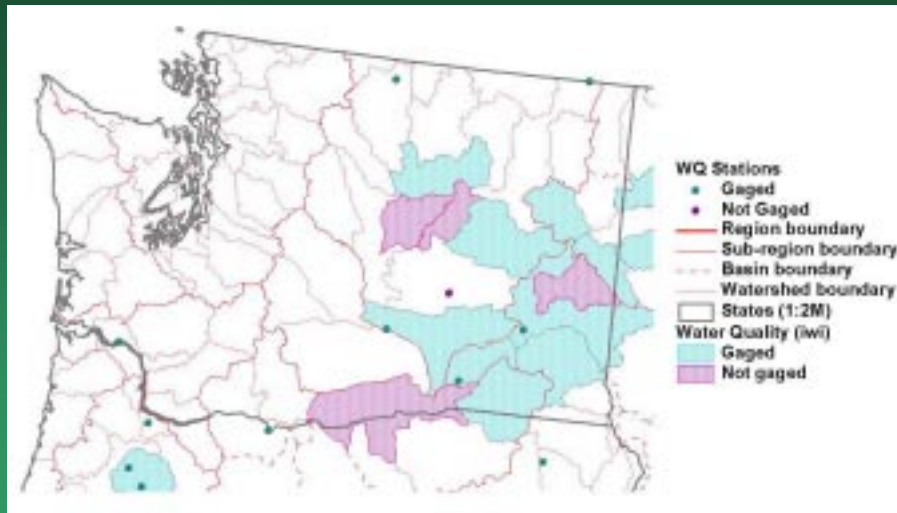 WQ Stations
Gaged
Not Gaged
Region boundary
Sub-region boundary
Basin boundary
Watershed boundary
States (1:2M)
Water Quality (iwi)
Gaged
Not gaged